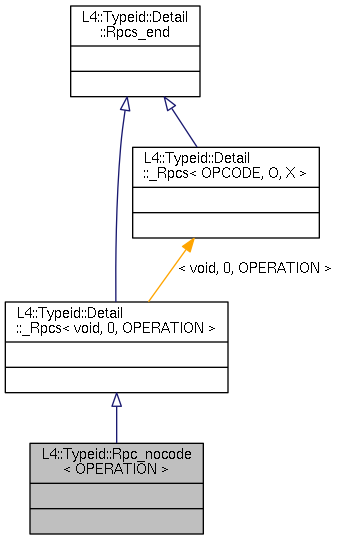 L4::Typeid::Detail
::Rpcs_end
L4::Typeid::Detail
::_Rpcs< OPCODE, O, X >
< void, 0, OPERATION >
L4::Typeid::Detail
::_Rpcs< void, 0, OPERATION >
L4::Typeid::Rpc_nocode
< OPERATION >